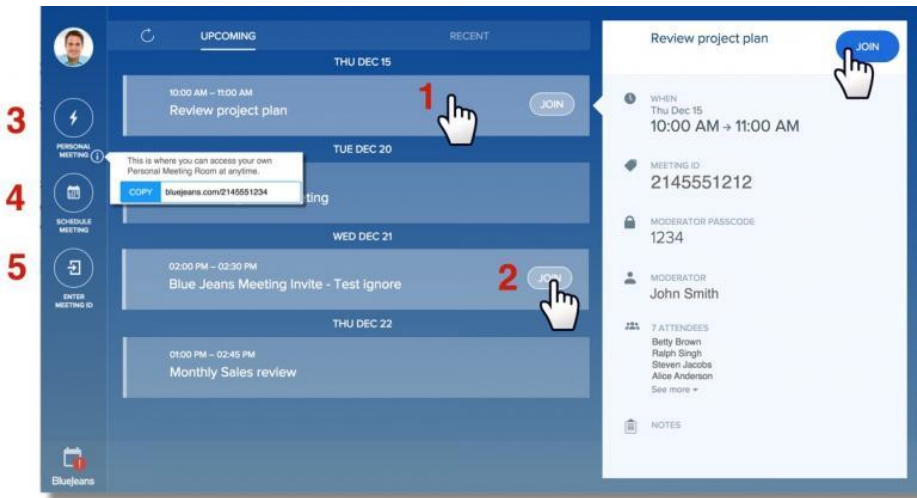 UPCOMING
RECENT
THU DEC 15
10:00 AM – 11:00 AM
Review project plan
JOIN
1
TUE DEC 20
ting
WED DEC 21
02:00 PM – 02:30 PM
Blue Jeans Meeting Invite - Test ignore
JOIN
2
THU DEC 22
01:00 PM – 02:45 PM
Monthly Sales review
3
PERSONAL
MEETING
This is where you can access your own
Personal Meeting Room at anytime.
COPY bluejeans.com/2145551234
4
SCHEDULE
MEETING
5
ENTER
MEETING ID
BlueJeans
Review project plan
JOIN
WHEN
Thu Dec 15
10:00 AM → 11:00 AM
MEETING ID
2145551212
MODERATOR PASSCODE
1234
MODERATOR
John Smith
7 ATTENDEES
Betty Brown
Ralph Singh
Steven Jacobs
Alice Anderson
See more
NOTES